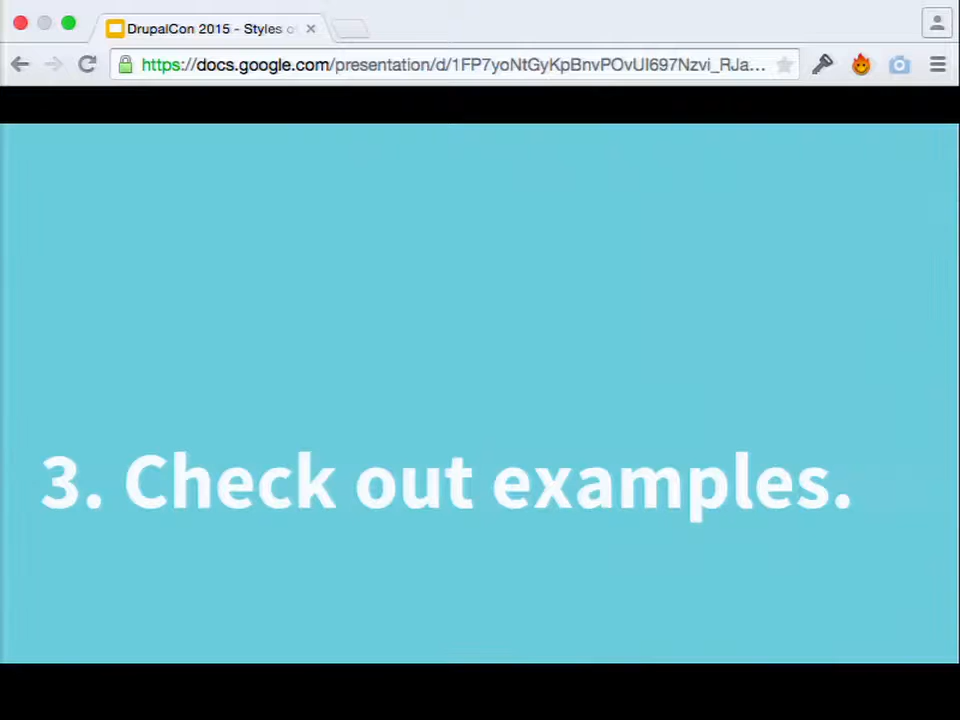 DrupalCon 2015 - Styles o
https://docs.google.com/presentation/d/1FP7yoNtGyKpBnvPOvUI697Nzvi_RJa...
3. Check out examples.